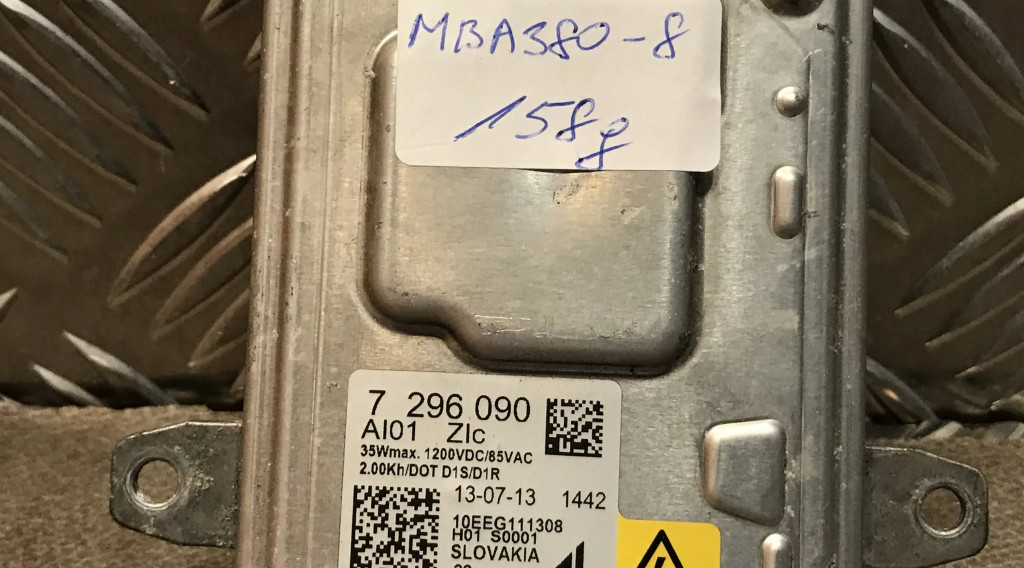 MBA380-8
158g
7 296 090
AI01 ZIc
35Wmax. 1200VDC/85VAC
2.00Kh/DOT D1S/D1R
13-07-13 1442
10EEG111308
H01 S0001
SLOVAKIA